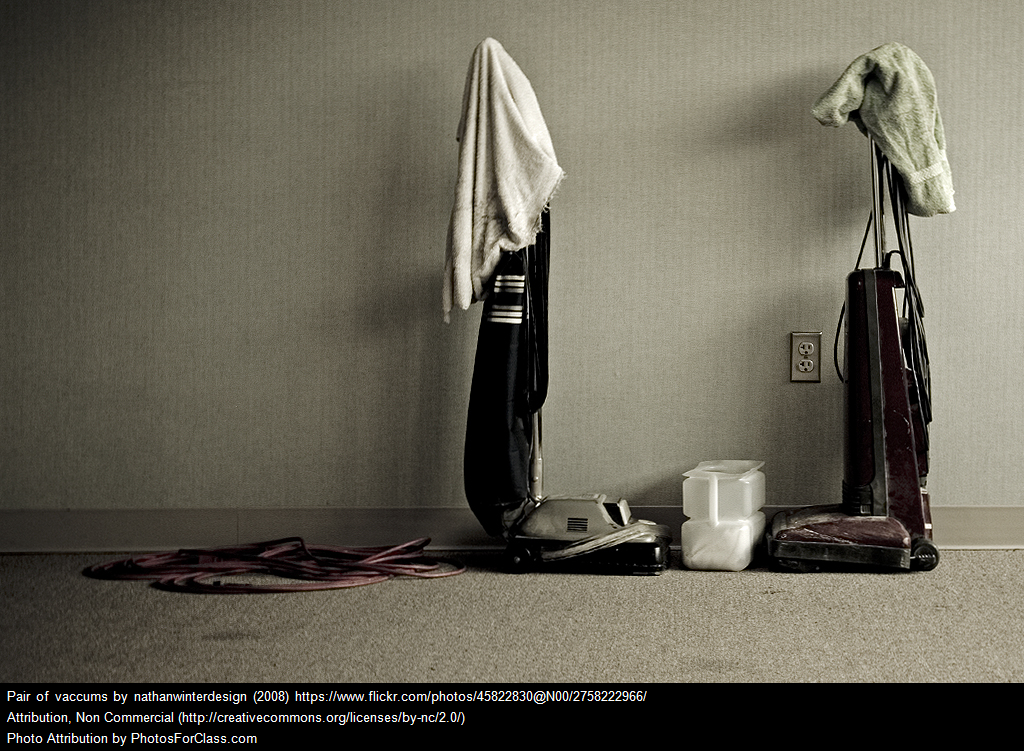 Pair of vaccums by nathanwinterdesign (2008) https://www.flickr.com/photos/45822830@N00/2758222966/
Attribution, Non Commercial (http://creativecommons.org/licenses/by-nc/2.0/)
Photo Attribution by PhotosForClass.com